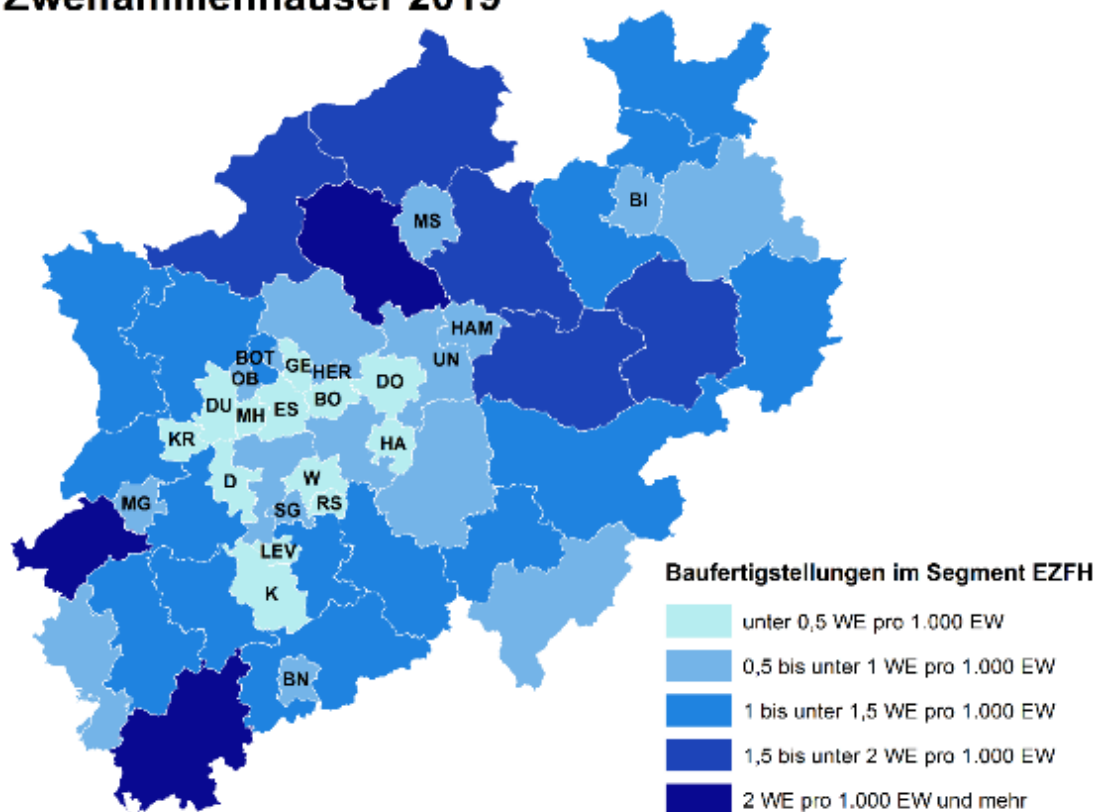 Zweifamilienhäuser 2019
MS
BI
HAM
UN
BOT
GE
HER
OB
DO
DU
MH
ES
BO
KR
HA
D
W
MG
SG
RS
LEV
K
BN
Baufertigstellungen im Segment EZFH
unter 0,5 WE pro 1.000 EW
0,5 bis unter 1 WE pro 1.000 EW
1 bis unter 1,5 WE pro 1.000 EW
1,5 bis unter 2 WE pro 1.000 EW
2 WE pro 1.000 EW und mehr